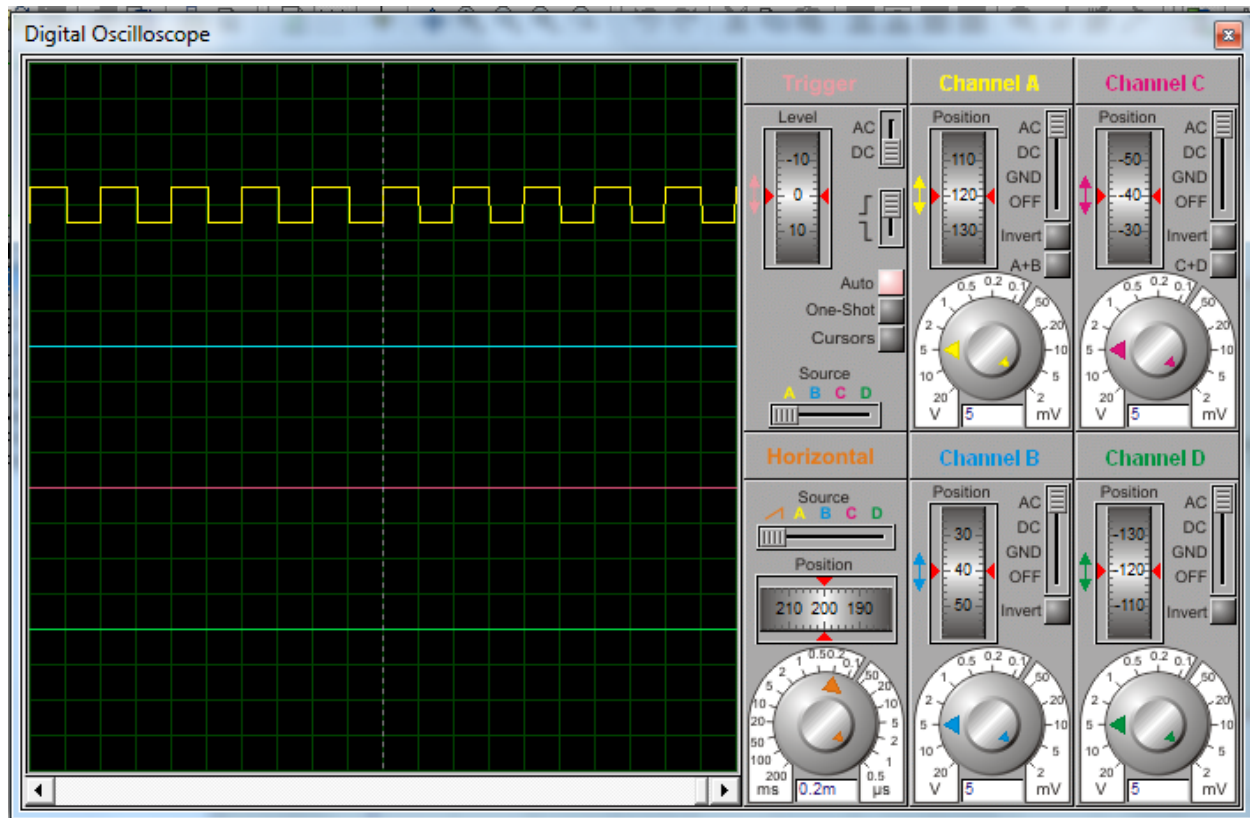 Digital Oscilloscope
Trigger
Level
AC
DC
-10
0
10
Auto
One-Shot
Cursors
Source
A B C D
Channel A
Position
AC
DC
GND
OFF
110
120
130
Invert
A+B
20 10 5 2 1 0.5 0.2 0.1 50 20 10 5 2
V 5 mV
Channel C
Position
AC
DC
GND
OFF
-50
-40
-30
Invert
C+D
20 10 5 2 1 0.5 0.2 0.1 50 20 10 5 2
V 5 mV
Horizontal
Source
A B C D
Position
210 200 190
200 100 50 20 10 5 2 1 0.5 0.2 0.1 50 20 10 5 2 1 0.5
ms 0.2m µs
Channel B
Position
AC
DC
GND
OFF
30
40
50
Invert
20 10 5 2 1 0.5 0.2 0.1 50 20 10 5 2
V 5 mV
Channel D
Position
AC
DC
GND
OFF
-130
-120
-110
Invert
20 10 5 2 1 0.5 0.2 0.1 50 20 10 5 2
V 5 mV